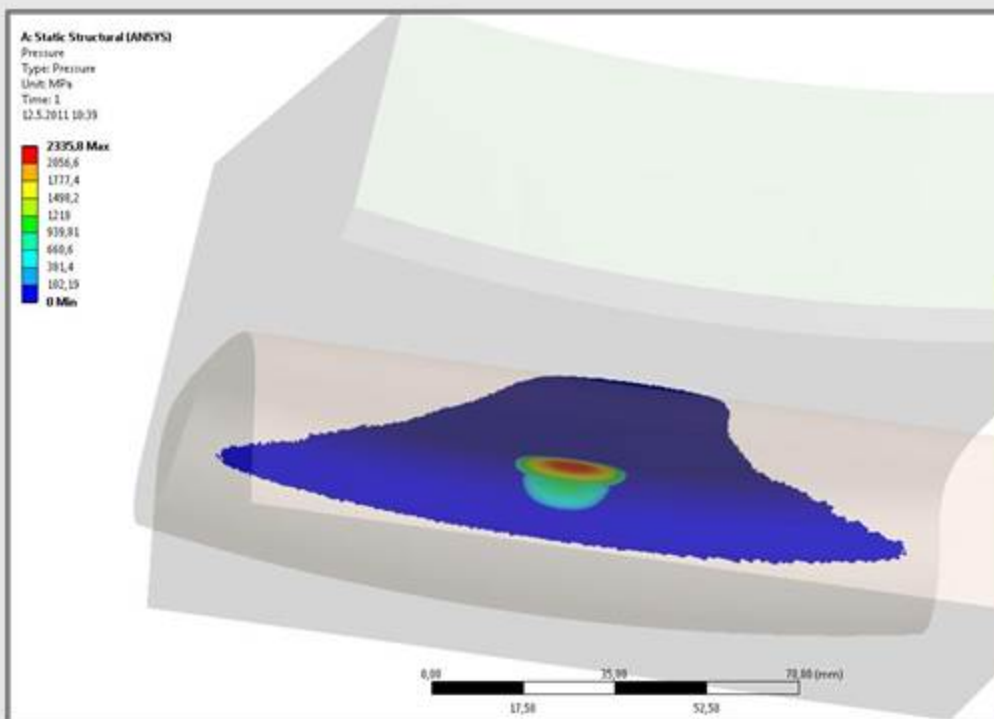 A: Static Structural (ANSYS)
Pressure
Type: Pressure
Unit: MPa
Time: 1
12.5.2011 10:39
2335,8 Max
2056,6
1777,4
1498,2
1218
939,81
660,6
381,4
102,19
0 Min
0,00
35,00
70,00 (mm)
17,50
52,50